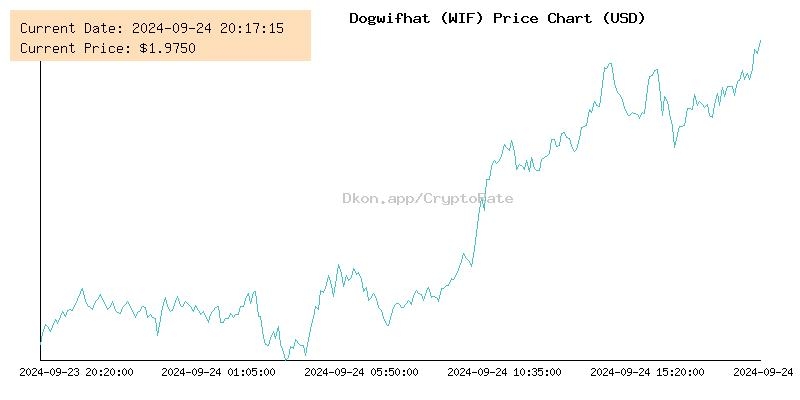 Dogwifhat (WIF) Price Chart (USD)
Current Date: 2024-09-24 20:17:15
Current Price: $1.9750
Dkon.app/CryptoRate
2024-09-23 20:20:00
2024-09-24 01:05:00
2024-09-24 05:50:00
2024-09-24 10:35:00
2024-09-24 15:20:00
2024-09-24